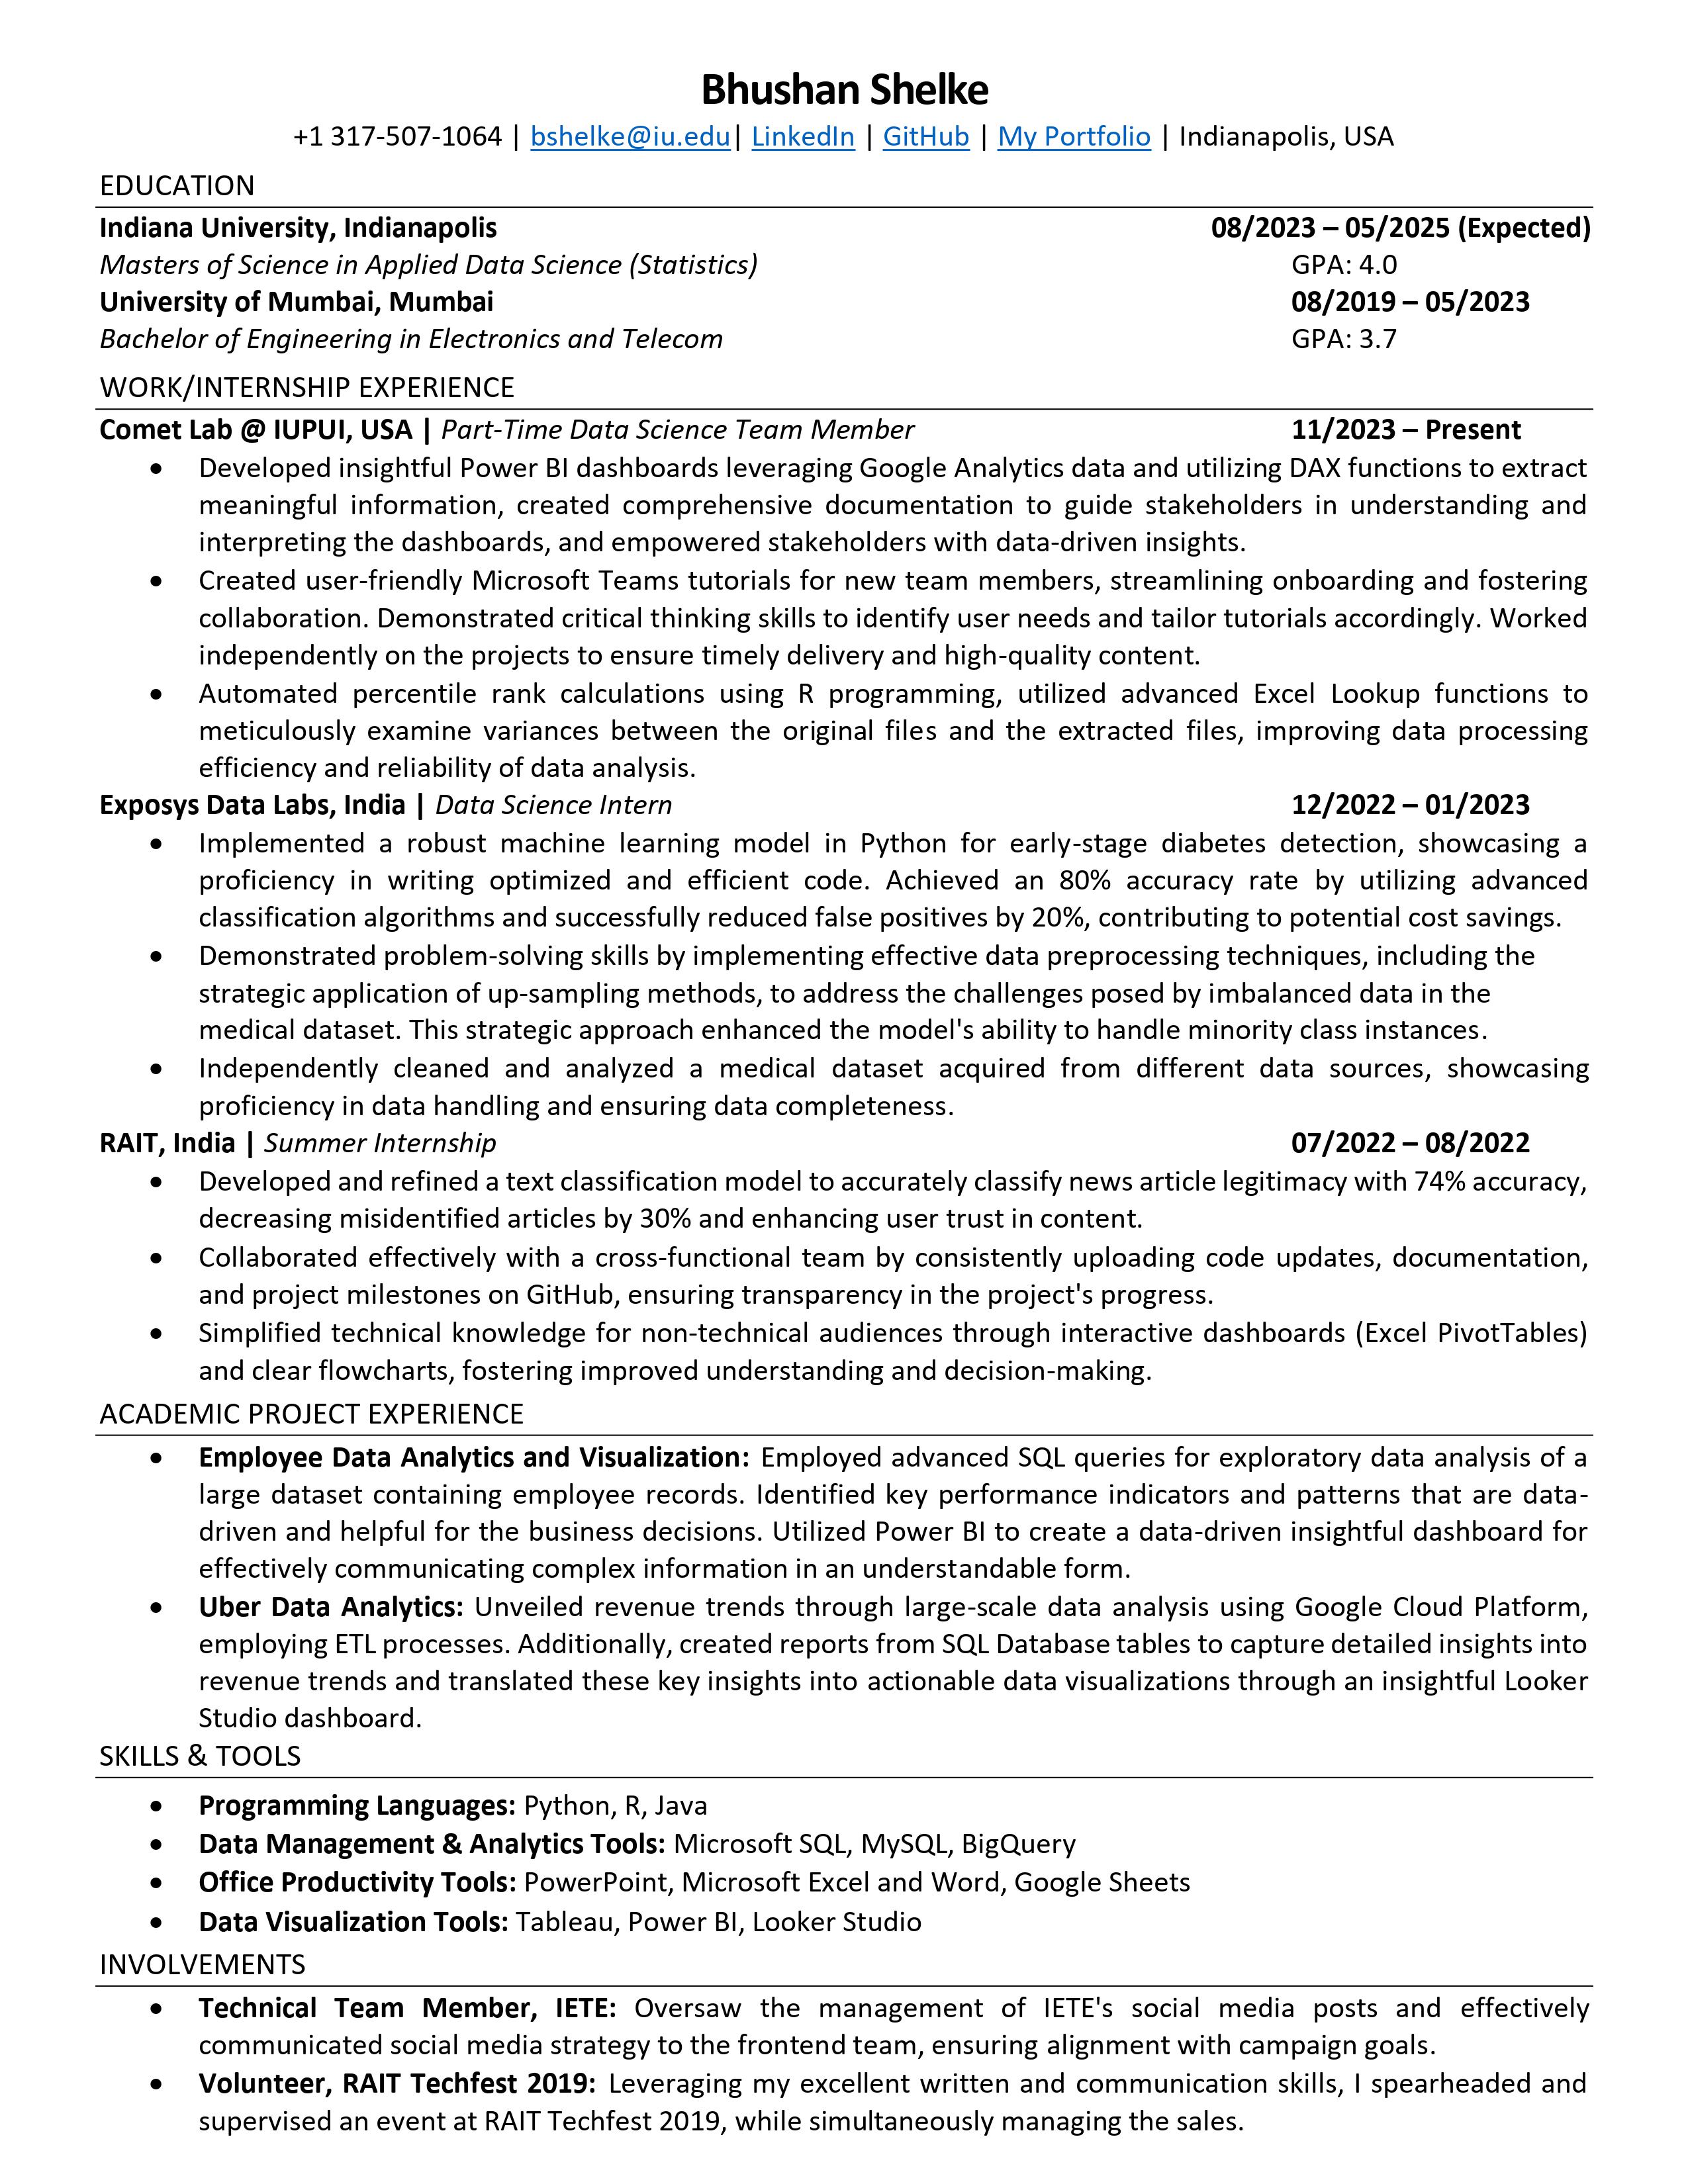 Bhushan Shelke
+1 317-507-1064 | bshelke@iu.edu| LinkedIn | GitHub | My Portfolio | Indianapolis, USA
EDUCATION
Indiana University, Indianapolis 08/2023 – 05/2025 (Expected)
Masters of Science in Applied Data Science (Statistics) GPA: 4.0
University of Mumbai, Mumbai 08/2019 – 05/2023
Bachelor of Engineering in Electronics and Telecom GPA: 3.7
WORK/INTERNSHIP EXPERIENCE
Comet Lab @ IUPUI, USA | Part-Time Data Science Team Member 11/2023 – Present
• Developed insightful Power BI dashboards leveraging Google Analytics data and utilizing DAX functions to extract
meaningful information, created comprehensive documentation to guide stakeholders in understanding and
interpreting the dashboards, and empowered stakeholders with data-driven insights.
• Created user-friendly Microsoft Teams tutorials for new team members, streamlining onboarding and fostering
collaboration. Demonstrated critical thinking skills to identify user needs and tailor tutorials accordingly. Worked
independently on the projects to ensure timely delivery and high-quality content.
• Automated percentile rank calculations using R programming, utilized advanced Excel Lookup functions to
meticulously examine variances between the original files and the extracted files, improving data processing
efficiency and reliability of data analysis.
Exposys Data Labs, India | Data Science Intern 12/2022 – 01/2023
• Implemented a robust machine learning model in Python for early-stage diabetes detection, showcasing a
proficiency in writing optimized and efficient code. Achieved an 80% accuracy rate by utilizing advanced
classification algorithms and successfully reduced false positives by 20%, contributing to potential cost savings.
• Demonstrated problem-solving skills by implementing effective data preprocessing techniques, including the
strategic application of up-sampling methods, to address the challenges posed by imbalanced data in the
medical dataset. This strategic approach enhanced the model's ability to handle minority class instances.
• Independently cleaned and analyzed a medical dataset acquired from different data sources, showcasing
proficiency in data handling and ensuring data completeness.
RAIT, India | Summer Internship 07/2022 – 08/2022
• Developed and refined a text classification model to accurately classify news article legitimacy with 74% accuracy,
decreasing misidentified articles by 30% and enhancing user trust in content.
• Collaborated effectively with a cross-functional team by consistently uploading code updates, documentation,
and project milestones on GitHub, ensuring transparency in the project's progress.
• Simplified technical knowledge for non-technical audiences through interactive dashboards (Excel PivotTables)
and clear flowcharts, fostering improved understanding and decision-making.
ACADEMIC PROJECT EXPERIENCE
• Employee Data Analytics and Visualization: Employed advanced SQL queries for exploratory data analysis of a
large dataset containing employee records. Identified key performance indicators and patterns that are data-
driven and helpful for the business decisions. Utilized Power BI to create a data-driven insightful dashboard for
effectively communicating complex information in an understandable form.
• Uber Data Analytics: Unveiled revenue trends through large-scale data analysis using Google Cloud Platform,
employing ETL processes. Additionally, created reports from SQL Database tables to capture detailed insights into
revenue trends and translated these key insights into actionable data visualizations through an insightful Looker
Studio dashboard.
SKILLS & TOOLS
• Programming Languages: Python, R, Java
• Data Management & Analytics Tools: Microsoft SQL, MySQL, BigQuery
• Office Productivity Tools: PowerPoint, Microsoft Excel and Word, Google Sheets
• Data Visualization Tools: Tableau, Power BI, Looker Studio
INVOLVEMENTS
• Technical Team Member, IETE: Oversaw the management of IETE's social media posts and effectively
communicated social media strategy to the frontend team, ensuring alignment with campaign goals.
• Volunteer, RAIT Techfest 2019: Leveraging my excellent written and communication skills, I spearheaded and
supervised an event at RAIT Techfest 2019, while simultaneously managing the sales.